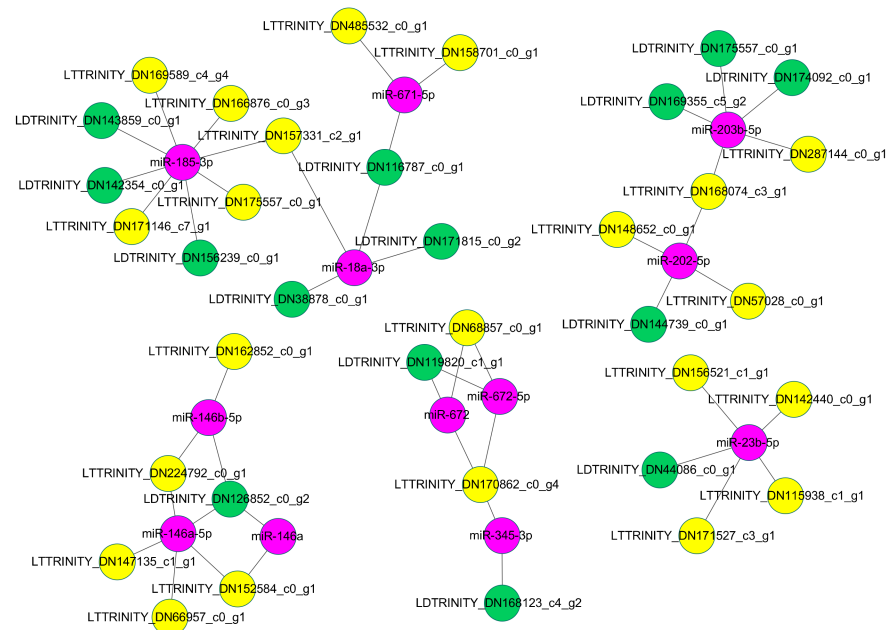 LTTRINITY_DN485532_c0_g1
LTTRINITY_DN158701_c0_g1
miR-671-5p
LTTRINITY_DN169589_c4_g4
LTTRINITY_DN166876_c0_g3
LDTRINITY_DN143859_c0_g1
LTTRINITY_DN157331_c2_g1
miR-185-3p
LDTRINITY_DN116787_c0_g1
LDTRINITY_DN142354_c0_g1
LTTRINITY_DN175557_c0_g1
LTTRINITY_DN171146_c7_g1
LDTRINITY_DN156239_c0_g1
LDTRINITY_DN171815_c0_g2
miR-18a-3p
LDTRINITY_DN38878_c0_g1
LDTRINITY_DN175557_c0_g1
LDTRINITY_DN174092_c0_g1
LDTRINITY_DN169355_c5_g2
miR-203b-5p
LTTRINITY_DN287144_c0_g1
LTTRINITY_DN168074_c3_g1
LTTRINITY_DN148652_c0_g1
miR-202-5p
LTTRINITY_DN57028_c0_g1
LDTRINITY_DN144739_c0_g1
LTTRINITY_DN162852_c0_g1
miR-146b-5p
LTTRINITY_DN224792_c0_g1
LDTRINITY_DN126852_c0_g2
miR-146a-5p
miR-146a
LTTRINITY_DN147135_c1_g1
LTTRINITY_DN152584_c0_g1
LTTRINITY_DN66957_c0_g1
LTTRINITY_DN68857_c0_g1
LDTRINITY_DN119820_c1_g1
miR-672-5p
miR-672
LTTRINITY_DN170862_c0_g4
miR-345-3p
LDTRINITY_DN168123_c4_g2
LTTRINITY_DN156521_c1_g1
LTTRINITY_DN142440_c0_g1
miR-23b-5p
LDTRINITY_DN44086_c0_g1
LTTRINITY_DN115938_c1_g1
LTTRINITY_DN171527_c3_g1